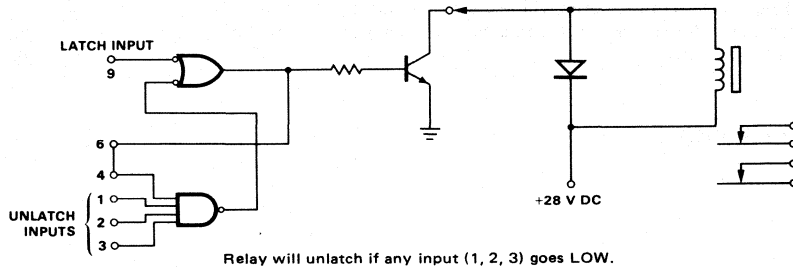 LATCH INPUT
9
6
4
1
UNLATCH
INPUTS
2
3
+28 V DC
Relay will unlatch if any input (1, 2, 3) goes LOW.